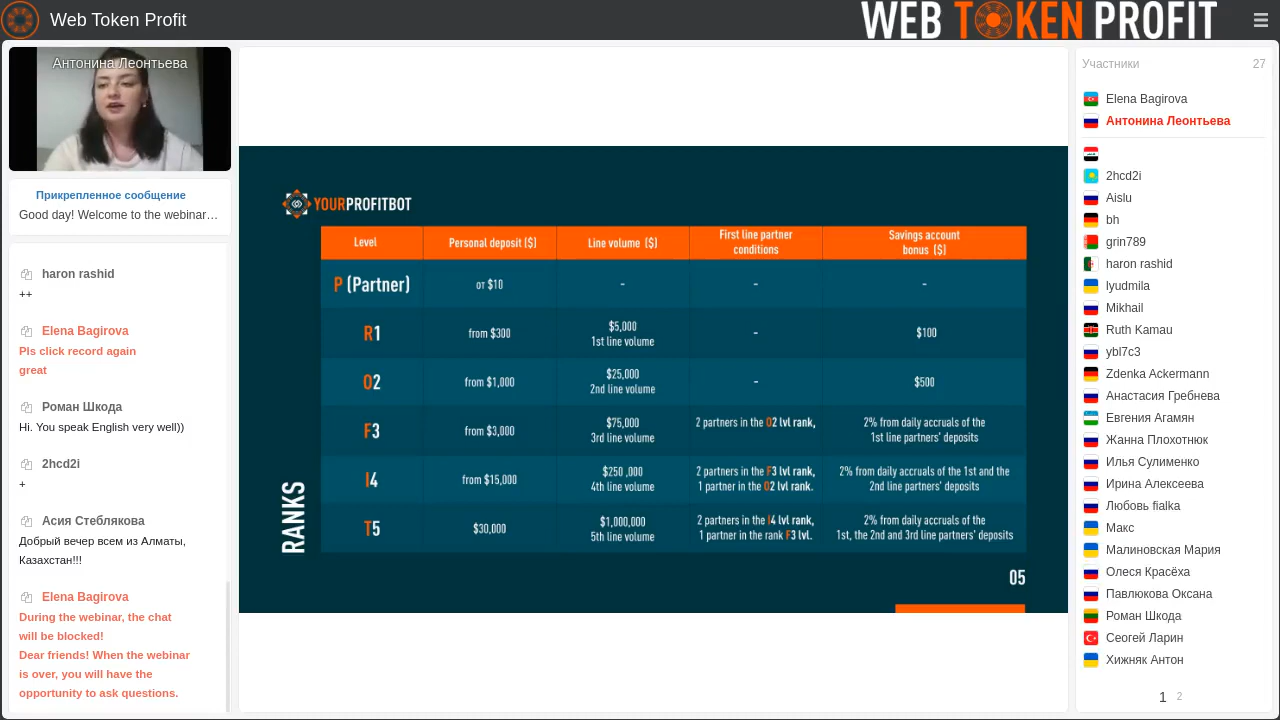 Web Token Profit
WEB TOKEN PROFIT
Антонина Леонтьева
Прикрепленное сообщение
Good day! Welcome to the webinar…
haron rashid
++
Elena Bagirova
Pls click record again
great
Роман Шкода
Hi. You speak English very well))
2hcd2i
+
Асия Стеблякова
Добрый вечер всем из Алматы,
Казахстан!!!
Elena Bagirova
During the webinar, the chat
will be blocked!
Dear friends! When the webinar
is over, you will have the
opportunity to ask questions.
YOURPROFITBOT
RANKS
Level Personal deposit ($) Line volume ($) First line partner conditions Savings account bonus ($)
P (Partner) от $10 - - -
R1 from $300 $5,000 1st line volume - $100
O2 from $1,000 $25,000 2nd line volume - $500
F3 from $3,000 $75,000 3rd line volume 2 partners in the O2 lvl rank, 2% from daily accruals of the 1st line partners' deposits
I4 from $15,000 $250 ,000 4th line volume 2 partners in the F3 lvl rank, 1 partner in the O2 lvl rank. 2% from daily accruals of the 1st and the 2nd line partners' deposits
T5 $30,000 $1,000,000 5th line volume 2 partners in the I4 lvl rank, 1 partner in the rank F3 lvl. 2% from daily accruals of the 1st, the 2nd and 3rd line partners' deposits
05
Участники 27
Elena Bagirova
Антонина Леонтьева
2hcd2i
Aislu
bh
grin789
haron rashid
lyudmila
Mikhail
Ruth Kamau
ybl7c3
Zdenka Ackermann
Анастасия Гребнева
Евгения Агамян
Жанна Плохотнюк
Илья Сулименко
Ирина Алексеева
Любовь fialka
Макс
Малиновская Мария
Олеся Красёха
Павлюкова Оксана
Роман Шкода
Сеогей Ларин
Хижняк Антон
1 2